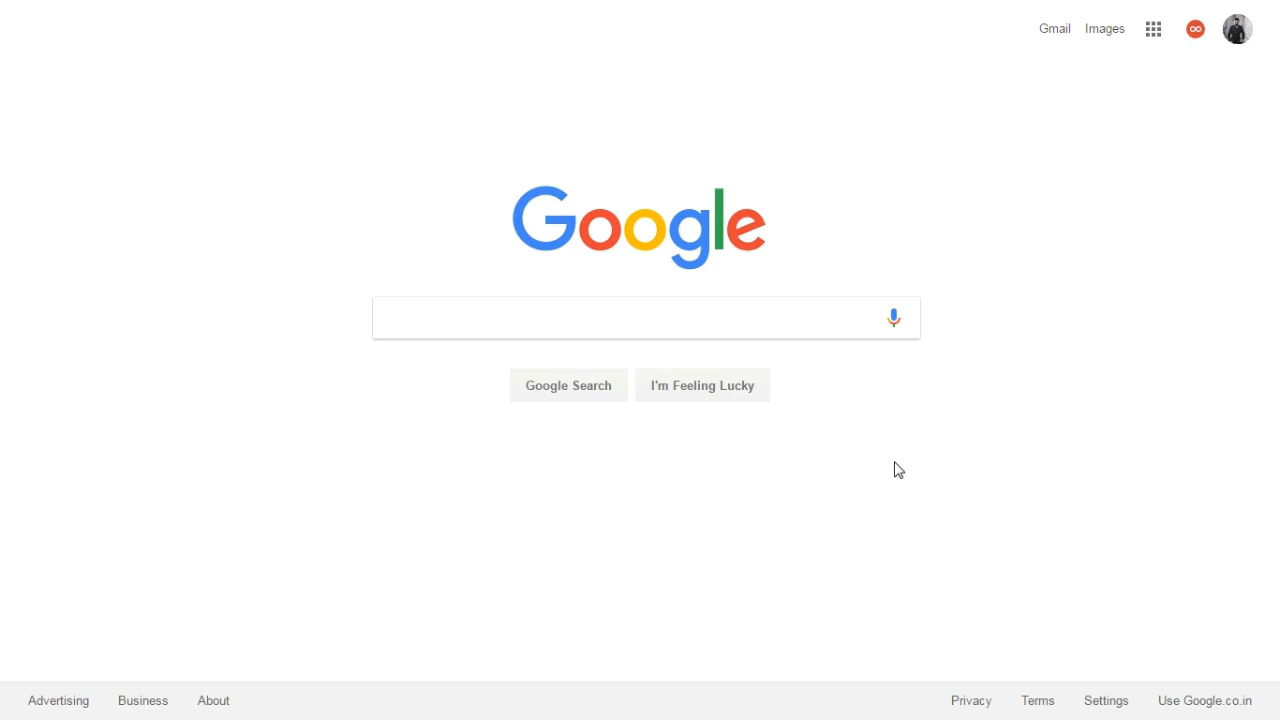 Gmail Images
Google
Google Search I'm Feeling Lucky
Advertising Business About Privacy Terms Settings Use Google.co.in